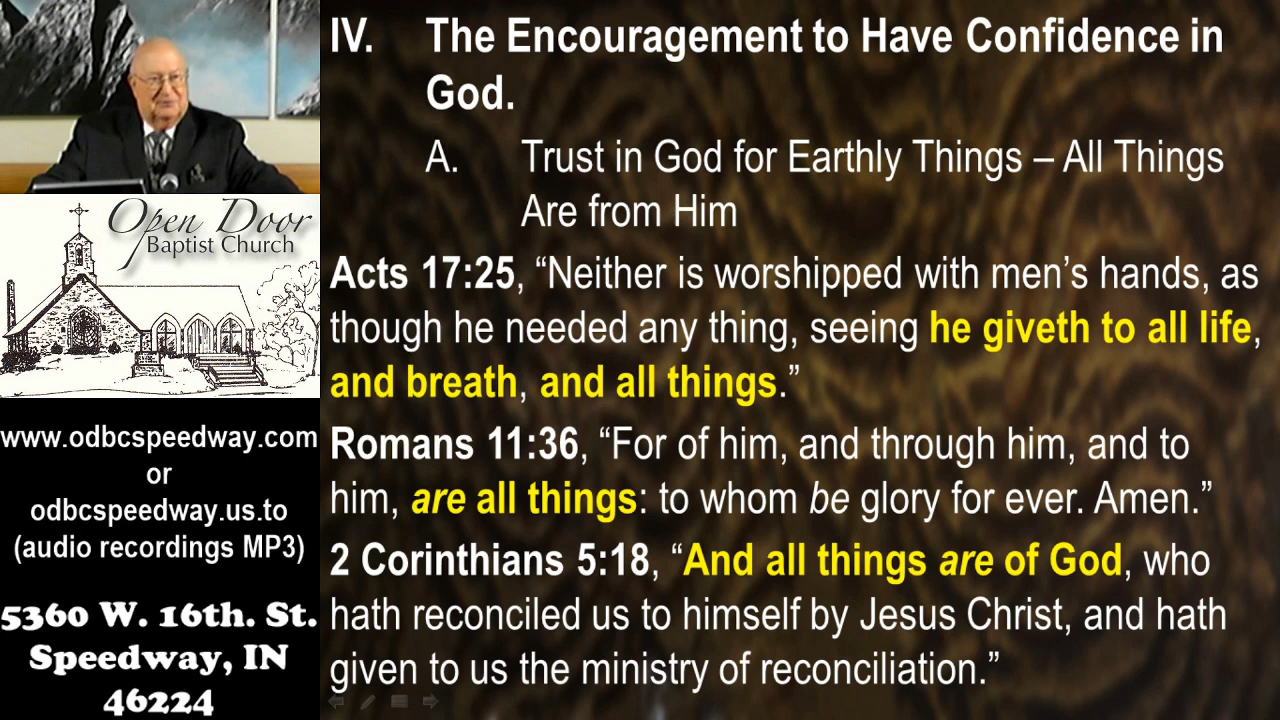 IV. The Encouragement to Have Confidence in
God.
A. Trust in God for Earthly Things – All Things
Are from Him
Acts 17:25, “Neither is worshipped with men’s hands, as
though he needed any thing, seeing he giveth to all life,
and breath, and all things.”
Romans 11:36, “For of him, and through him, and to
him, are all things: to whom be glory for ever. Amen.”
2 Corinthians 5:18, “And all things are of God, who
hath reconciled us to himself by Jesus Christ, and hath
given to us the ministry of reconciliation.”
Open Door
Baptist Church
www.odbcspeedway.com
or
odbcspeedway.us.to
(audio recordings MP3)
5360 W. 16th. St.
Speedway, IN
46224